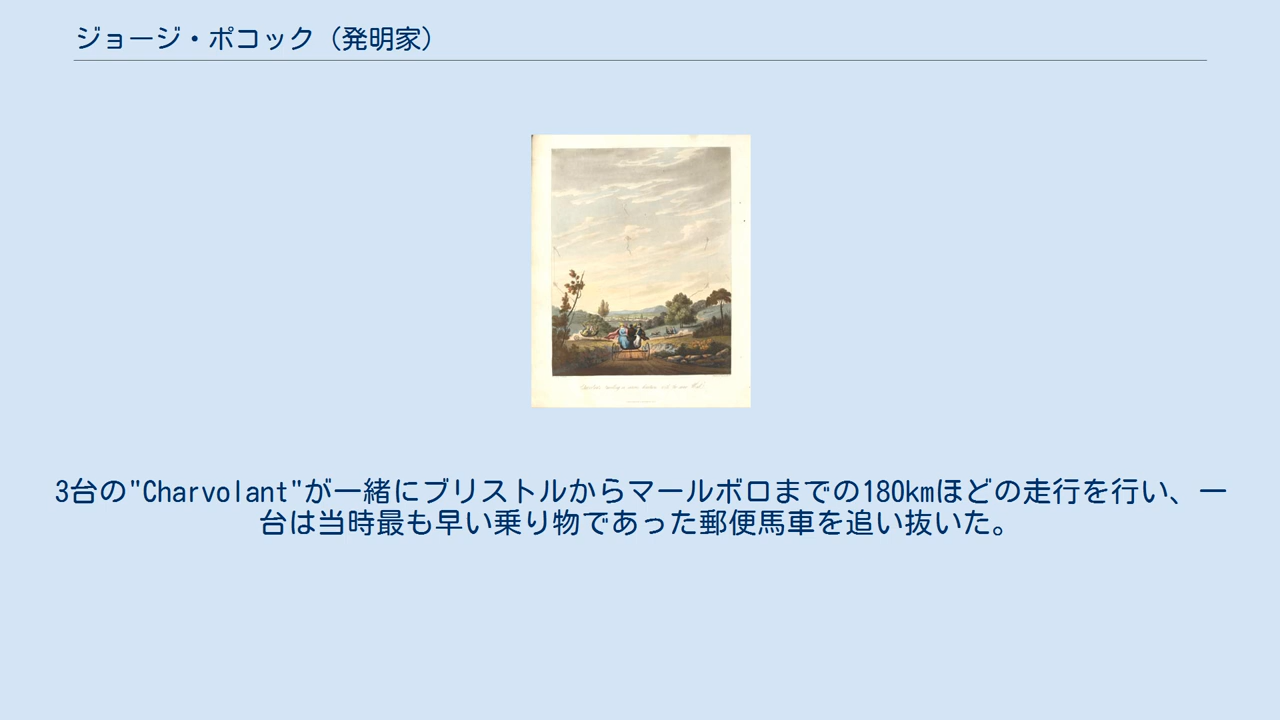 ジョージ・ポコック（発明家）
3台の"Charvolant"が一緒にブリストルからマールボロまでの180kmほどの走行を行い、一
台は当時最も早い乗り物であった郵便馬車を追い抜いた。